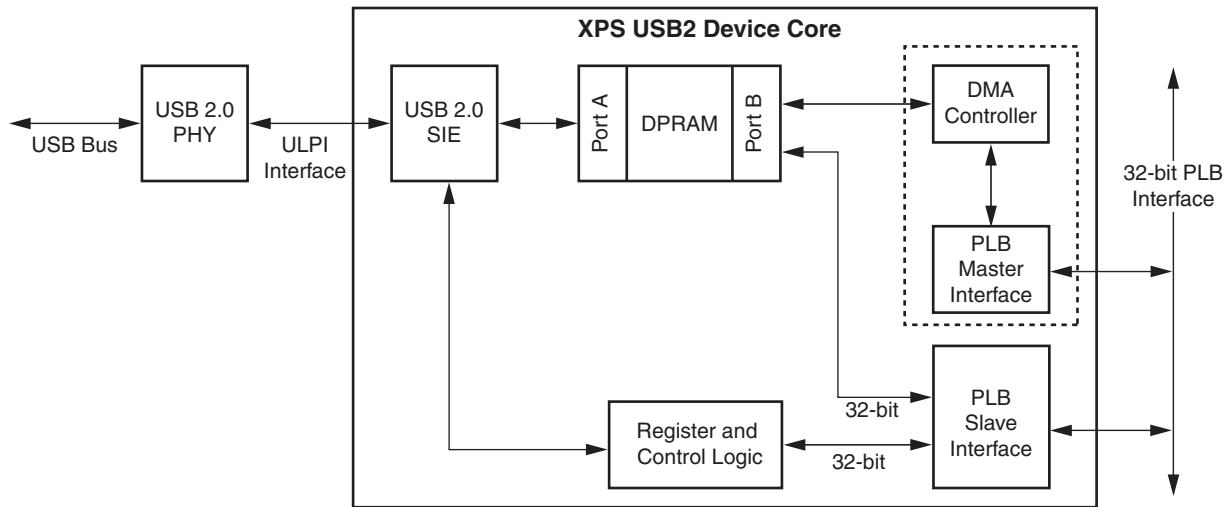 XPS USB2 Device Core
USB Bus
USB 2.0
PHY
ULPI
Interface
USB 2.0
SIE
Port A
DPRAM
Port B
DMA
Controller
PLB
Master
Interface
32-bit PLB
Interface
Register and
Control Logic
32-bit
32-bit
PLB
Slave
Interface